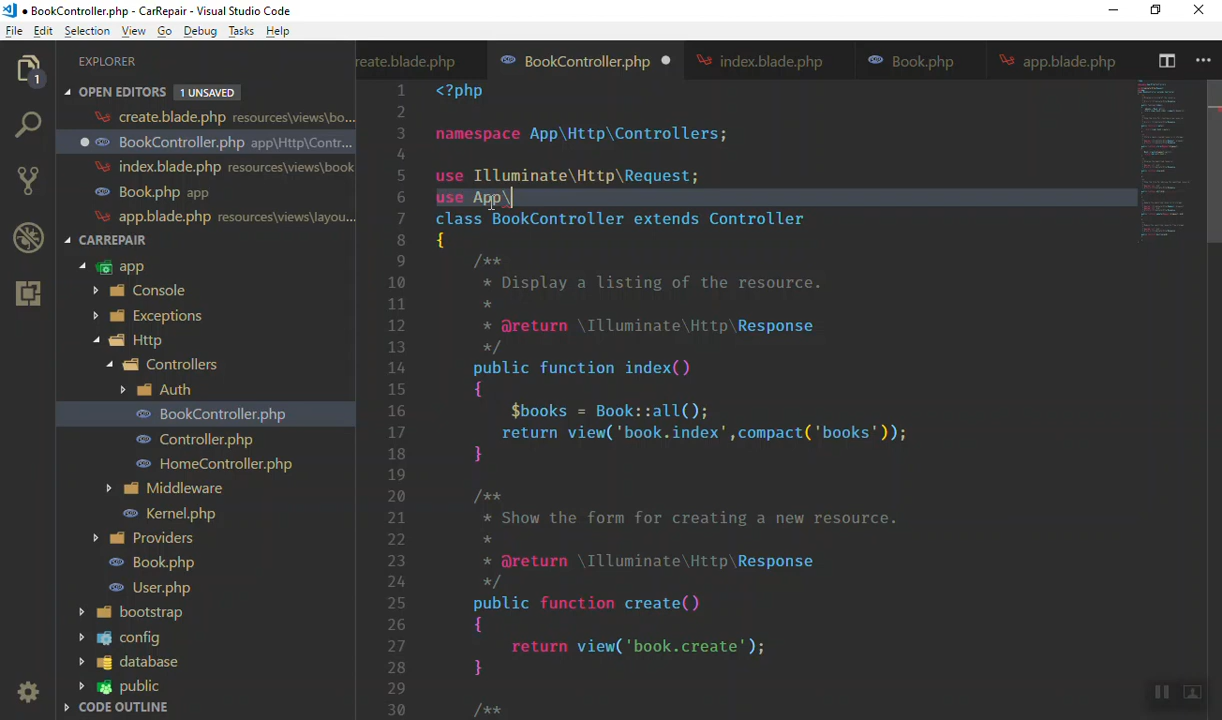 ● BookController.php - CarRepair - Visual Studio Code
File Edit Selection View Go Debug Tasks Help
EXPLORER
reate.blade.php BookController.php index.blade.php Book.php app.blade.php
1
OPEN EDITORS 1 UNSAVED
create.blade.php resources\views\bo...
BookController.php app\Http\Contr...
index.blade.php resources\views\book
Book.php app
app.blade.php resources\views\layou...
CARREPAIR
app
Console
Exceptions
Http
Controllers
Auth
BookController.php
Controller.php
HomeController.php
Middleware
Kernel.php
Providers
Book.php
User.php
bootstrap
config
database
public
CODE OUTLINE
1 <?php
2
3 namespace App\Http\Controllers;
4
5 use Illuminate\Http\Request;
6 use App\
7 class BookController extends Controller
8 {
9 /**
10 * Display a listing of the resource.
11 *
12 * @return \Illuminate\Http\Response
13 */
14 public function index()
15 {
16 $books = Book::all();
17 return view('book.index',compact('books'));
18 }
19
20 /**
21 * Show the form for creating a new resource.
22 *
23 * @return \Illuminate\Http\Response
24 */
25 public function create()
26 {
27 return view('book.create');
28 }
29
30 /**